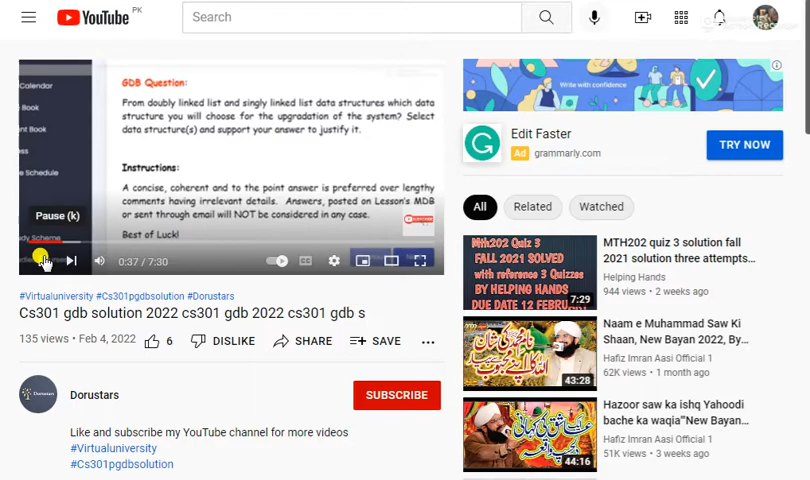 YouTube PK
Search
Calendar
Book
GDB Question:
From doubly linked list and singly linked list data structures which data
structure you will choose for the upgradation of the system? Select
data structure(s) and support your answer to justify it.
Schedule
Instructions:
A concise, coherent and to the point answer is preferred over lengthy
comments having irrelevant details. Answers, posted on Lesson's MDB
or sent through email will NOT be considered in any case.
Best of Luck!
Pause (k)
Scheme
0:37 / 7:30
#Virtualuniversity #Cs301pgdbsolution #Dorustars
Cs301 gdb solution 2022 cs301 gdb 2022 cs301 gdb s
135 views • Feb 4, 2022
6
DISLIKE
SHARE
SAVE
Dorustars
SUBSCRIBE
Like and subscribe my YouTube channel for more videos
#Virtualuniversity
#Cs301pgdbsolution
Write with confidence
Edit Faster
Ad grammarly.com
TRY NOW
All
Related
Watched
Mth202 Quiz 3
FALL 2021 SOLVED
with reference 3 Quizzes
BY HELPING HANDS
DUE DATE 12 FEBRUAR
7:29
MTH202 quiz 3 solution fall
2021 solution three attempts...
Helping Hands
944 views • 2 weeks ago
43:28
Naam e Muhammad Saw Ki
Shaan, New Bayan 2022, By...
Hafiz Imran Aasi Official 1
62K views • 1 month ago
44:16
Hazoor saw ka ishq Yahoodi
bache ka waqia"New Bayan...
Hafiz Imran Aasi Official 1
51K views • 3 weeks ago